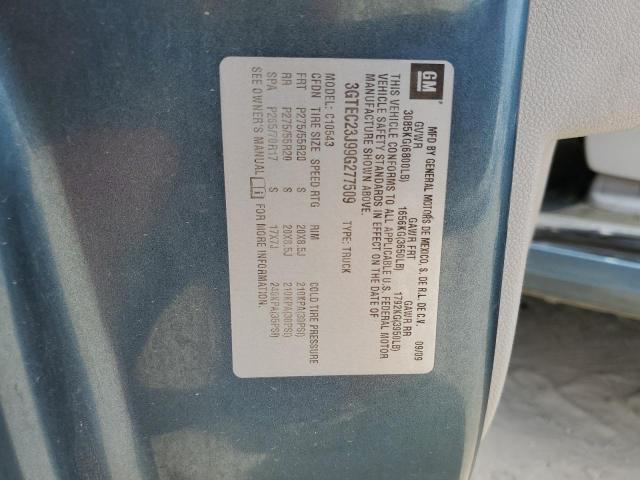 GM
MFD BY GENERAL MOTORS DE MEXICO, S. DE R.L. DE C.V. 09/09
GVWR GAWR FRT GAWR RR
3085KG(6800LB) 1656KG(3650LB) 1792KG(3950LB)
THIS VEHICLE CONFORMS TO ALL APPLICABLE U.S. FEDERAL MOTOR
VEHICLE SAFETY STANDARDS IN EFFECT ON THE DATE OF
MANUFACTURE SHOWN ABOVE.
3GTEC23J99G277509 TYPE: TRUCK
MODEL: C10543
CFDN TIRE SIZE SPEED RTG RIM COLD TIRE PRESSURE
FRT P275/55R20 S 20X8.5J 210KPA(30PSI)
RR P275/55R20 S 20X8.5J 210KPA(30PSI)
SPA P265/70R17 S 17X7J 240KPA(35PSI)
SEE OWNER'S MANUAL FOR MORE INFORMATION.